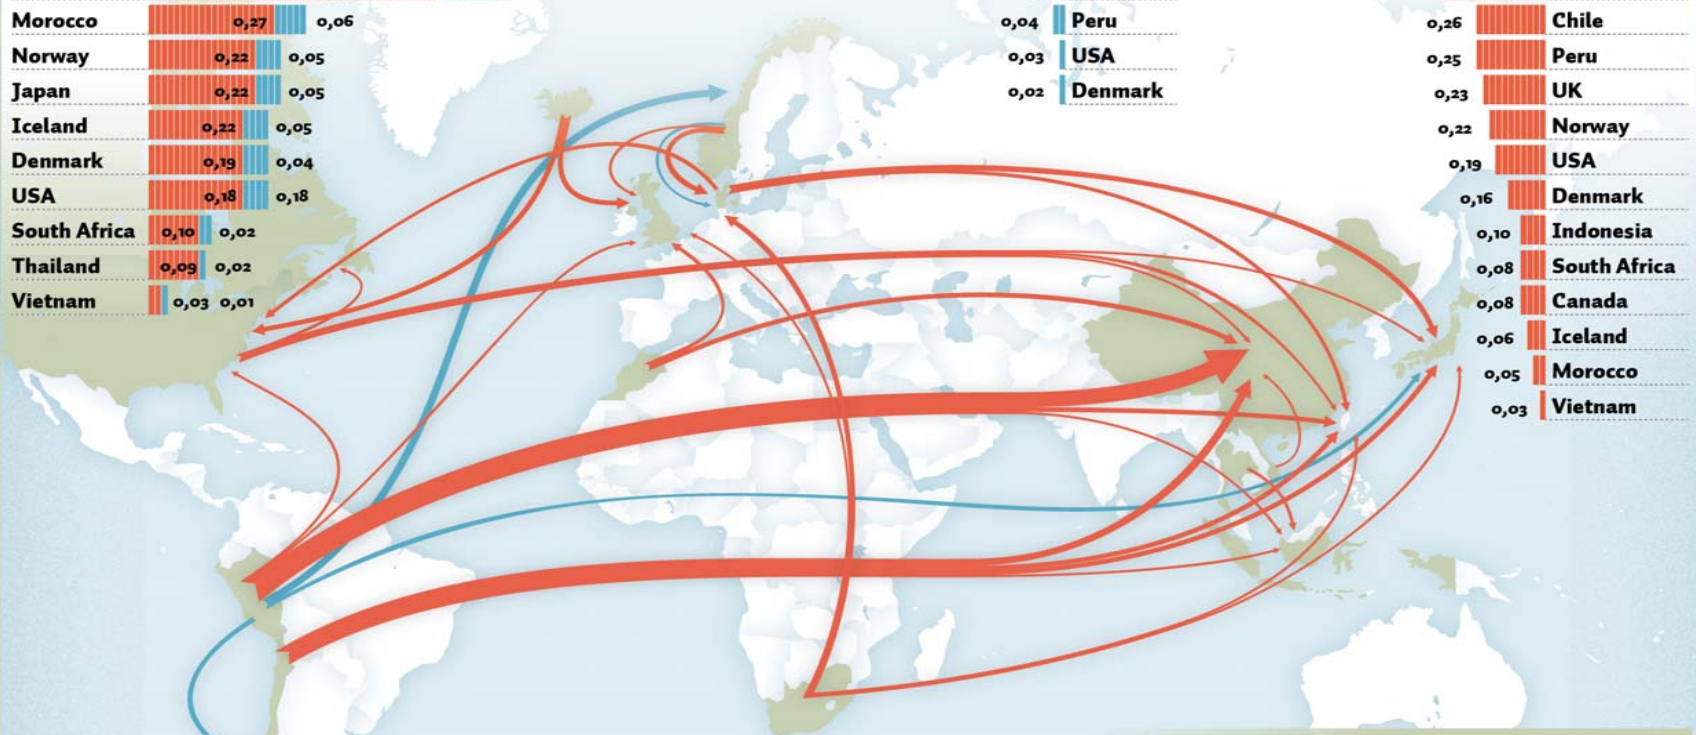 Morocco 0,27 0,06
Norway 0,22 0,05
Japan 0,22 0,05
Iceland 0,22 0,05
Denmark 0,19 0,04
USA 0,18 0,18
South Africa 0,10 0,02
Thailand 0,09 0,02
Vietnam 0,03 0,01
0,04 Peru
0,03 USA
0,02 Denmark
0,26 Chile
0,25 Peru
0,23 UK
0,22 Norway
0,19 USA
0,16 Denmark
0,10 Indonesia
0,08 South Africa
0,08 Canada
0,06 Iceland
0,05 Morocco
0,03 Vietnam